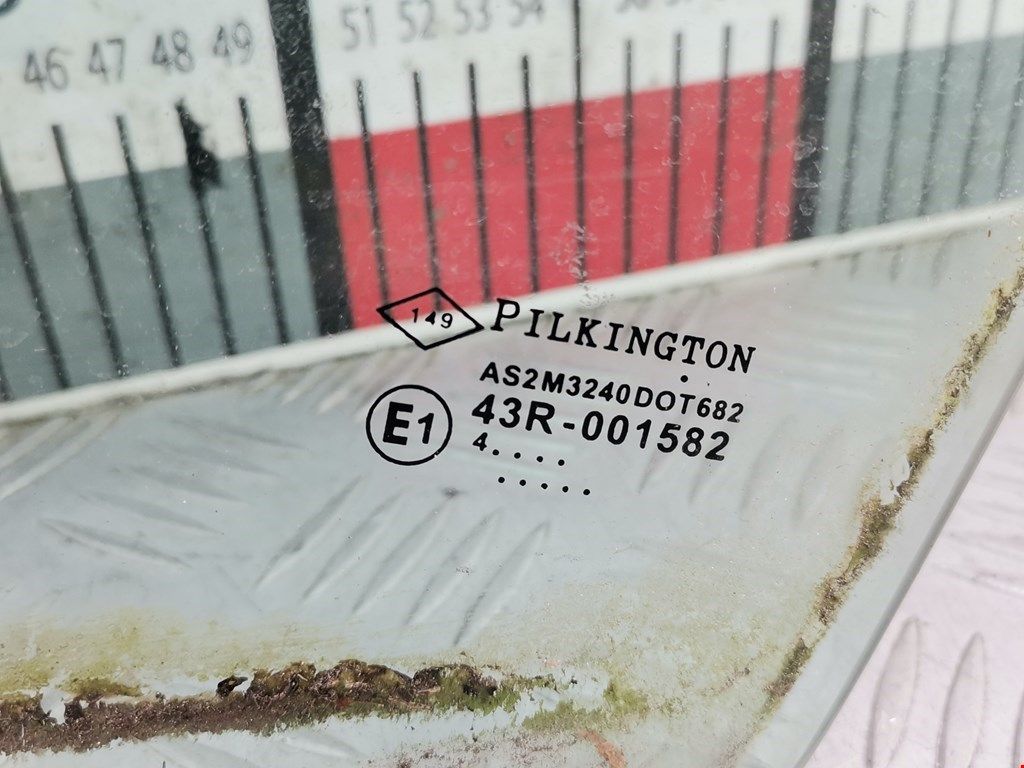 46 47 48 49 51 52 53 54
149 PILKINGTON
AS2M3240DOT682
E1 43R-001582
4.....
.....